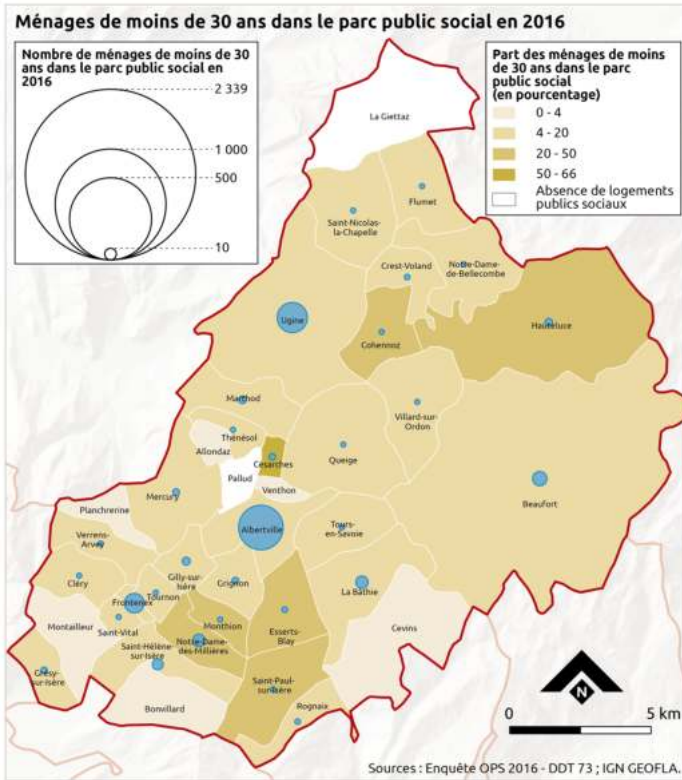 Ménages de moins de 30 ans dans le parc public social en 2016
Nombre de ménages de moins de 30
ans dans le parc public social en
2016
2 339
1 000
500
10
Part des ménages de moins
de 30 ans dans le parc
public social
(en pourcentage)
0 - 4
4 - 20
20 - 50
50 - 66
Absence de logements
publics sociaux
La Giettaz
Flumet
Saint-Nicolas-
la-Chapelle
Crest-Voland
Notre-Dame-
de-Bellecombe
Ugine
Hauteluce
Cohennoz
Marthod
Villard-sur-
Ordon
Thénésol
Allondaz
Queige
Césarches
Pallud
Venthon
Beaufort
Mercury
Planchrerine
Albertville
Tours-
en-Savoie
Verrens-
Arvey
Gilly-sur-
Isère
Cléry
Grignon
La Bâthie
Tournon
Frontenex
Cevins
Montailleur
Saint-Vital
Monthion
Esserts-
Blay
Saint-Hélène
sur-Isère
Notre-Dame-
des-Millières
Grésy-
sur-Isère
Saint-Paul-
sur-Isère
Bonvillard
Rognaix
N
0
5 km
Sources : Enquête OPS 2016 - DDT 73 ; IGN GEOFLA.